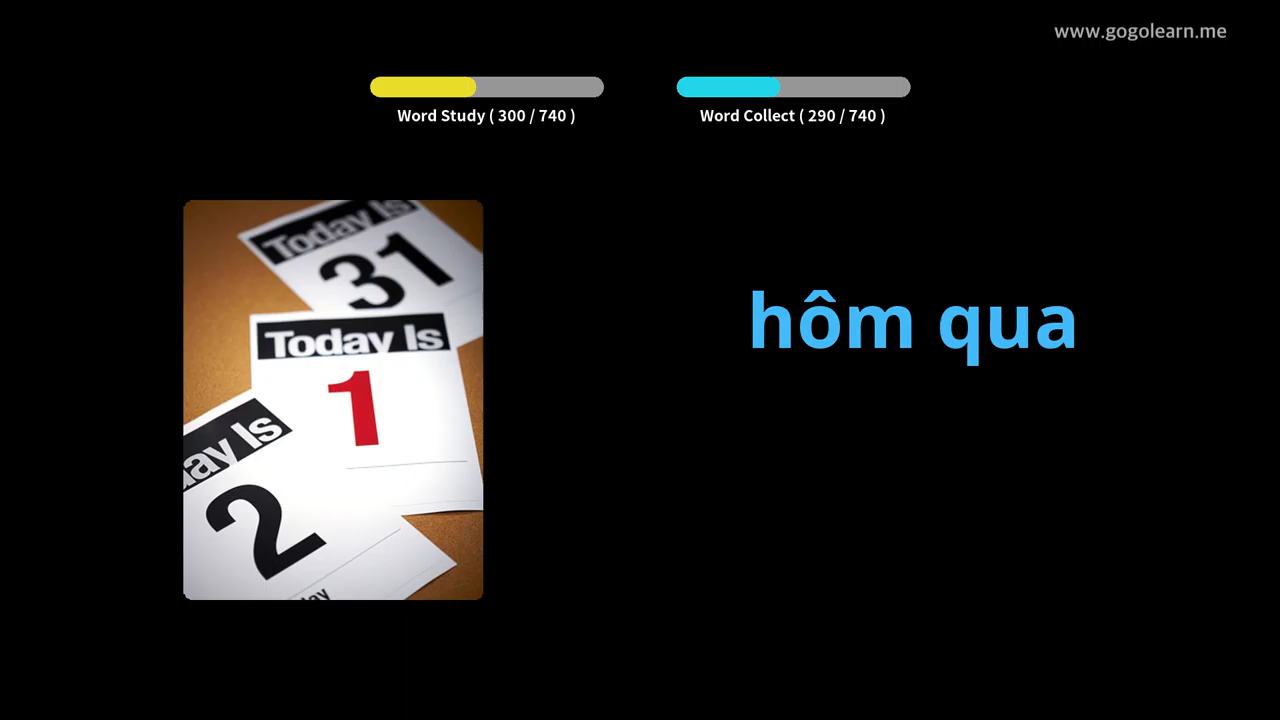 www.gogolearn.me
Word Study ( 300 / 740 )
Word Collect ( 290 / 740 )
Today Is
31
Today Is
1
ay Is
2
hôm qua